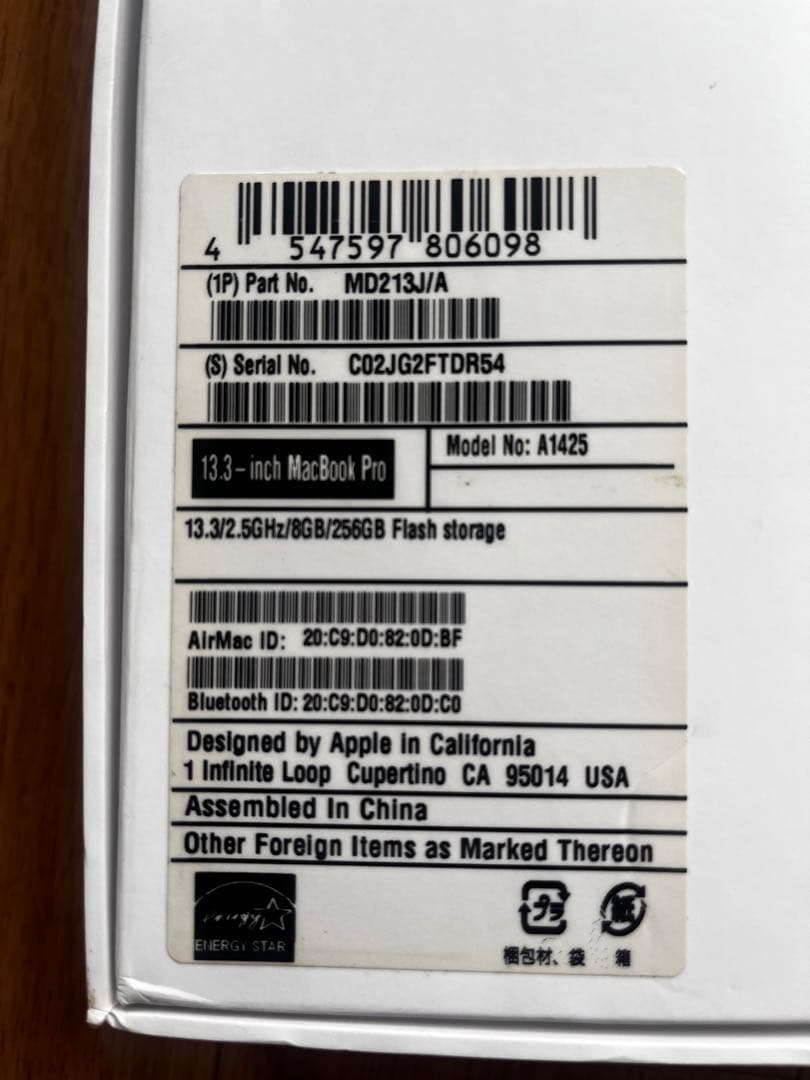 4 547597 806098
(1P) Part No. MD213J/A
(S) Serial No. C02JG2FTDR54
13.3-inch MacBook Pro
Model No: A1425
13.3/2.5GHz/8GB/256GB Flash storage
AirMac ID: 20:C9:D0:82:0D:BF
Bluetooth ID: 20:C9:D0:82:0D:C0
Designed by Apple in California
1 Infinite Loop Cupertino CA 95014 USA
Assembled In China
Other Foreign Items as Marked Thereon
ENERGY STAR
プラ 紙
梱包材、袋 箱